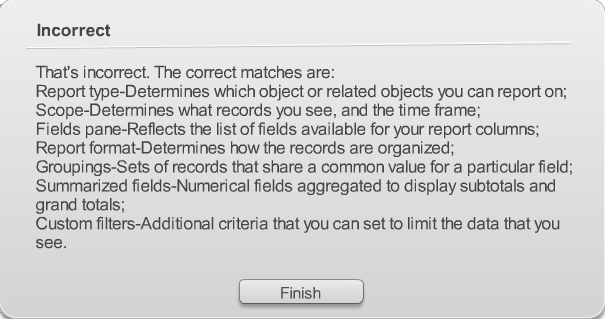 Incorrect
That's incorrect. The correct matches are:
Report type-Determines which object or related objects you can report on;
Scope-Determines what records you see, and the time frame;
Fields pane-Reflects the list of fields available for your report columns;
Report format-Determines how the records are organized;
Groupings-Sets of records that share a common value for a particular field;
Summarized fields-Numerical fields aggregated to display subtotals and
grand totals;
Custom filters-Additional criteria that you can set to limit the data that you
see.
Finish